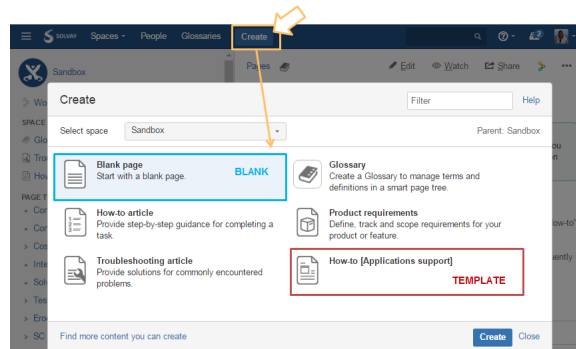 SOLVAY Spaces People Glossaries Create
Sandbox Pages Edit Watch Share
Create Filter Help
Select space Sandbox Parent: Sandbox
SPACE
Blank page
Start with a blank page.
BLANK
Glossary
Create a Glossary to manage terms and
definitions in a smart page tree.
PAGE T
How-to article
Provide step-by-step guidance for completing a
task.
Product requirements
Define, track and scope requirements for your
product or feature.
Troubleshooting article
Provide solutions for commonly encountered
problems.
How-to [Applications support]
TEMPLATE
SC
Find more content you can create Create Close